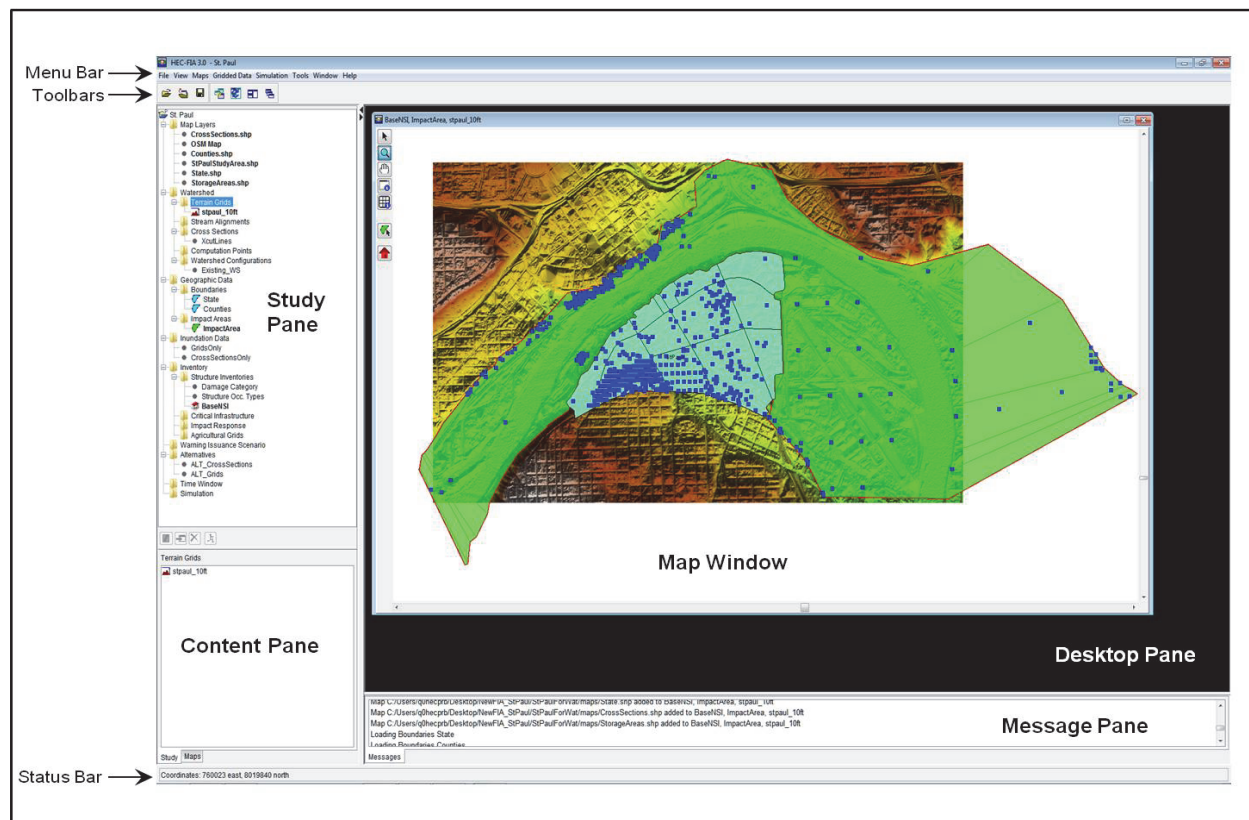 HEC-FIA 3.0 - St. Paul
Menu Bar
File View Maps Gridded Data Simulation Tools Window Help
Toolbars
St. Paul
Map Layers
CrossSections.shp
OSM Map
Counties.shp
StPaulStudyArea.shp
State.shp
StorageAreas.shp
Watershed
Terrain Grids
stpaul_10ft
Stream Alignments
Cross Sections
XcutLines
Computation Points
Watershed Configurations
Existing_WS
Geographic Data
Boundaries
State
Counties
Impact Areas
ImpactArea
Inundation Data
GridsOnly
CrossSectionsOnly
Inventory
Structure Inventories
Damage Category
Structure Occ. Types
BaseNSI
Critical Infrastructure
Impact Response
Agricultural Grids
Warning Issuance Scenario
Alternatives
ALT_CrossSections
ALT_Grids
Time Window
Simulation
Study
Pane
Terrain Grids
stpaul_10ft
Content Pane
Study Maps
BaseNSI, ImpactArea, stpaul_10ft
Map Window
Desktop Pane
Map C:/Users/q0hecprb/Desktop/NewFIA_StPaul/StPaulForWat/maps/State.shp added to BaseNSI, ImpactArea, stpaul_10ft
Map C:/Users/q0hecprb/Desktop/NewFIA_StPaul/StPaulForWat/maps/CrossSections.shp added to BaseNSI, ImpactArea, stpaul_10ft
Map C:/Users/q0hecprb/Desktop/NewFIA_StPaul/StPaulForWat/maps/StorageAreas.shp added to BaseNSI, ImpactArea, stpaul_10ft
Loading Boundaries State
Loading Boundaries Counties
Message Pane
Messages
Status Bar
Coordinates: 760023 east, 8019840 north